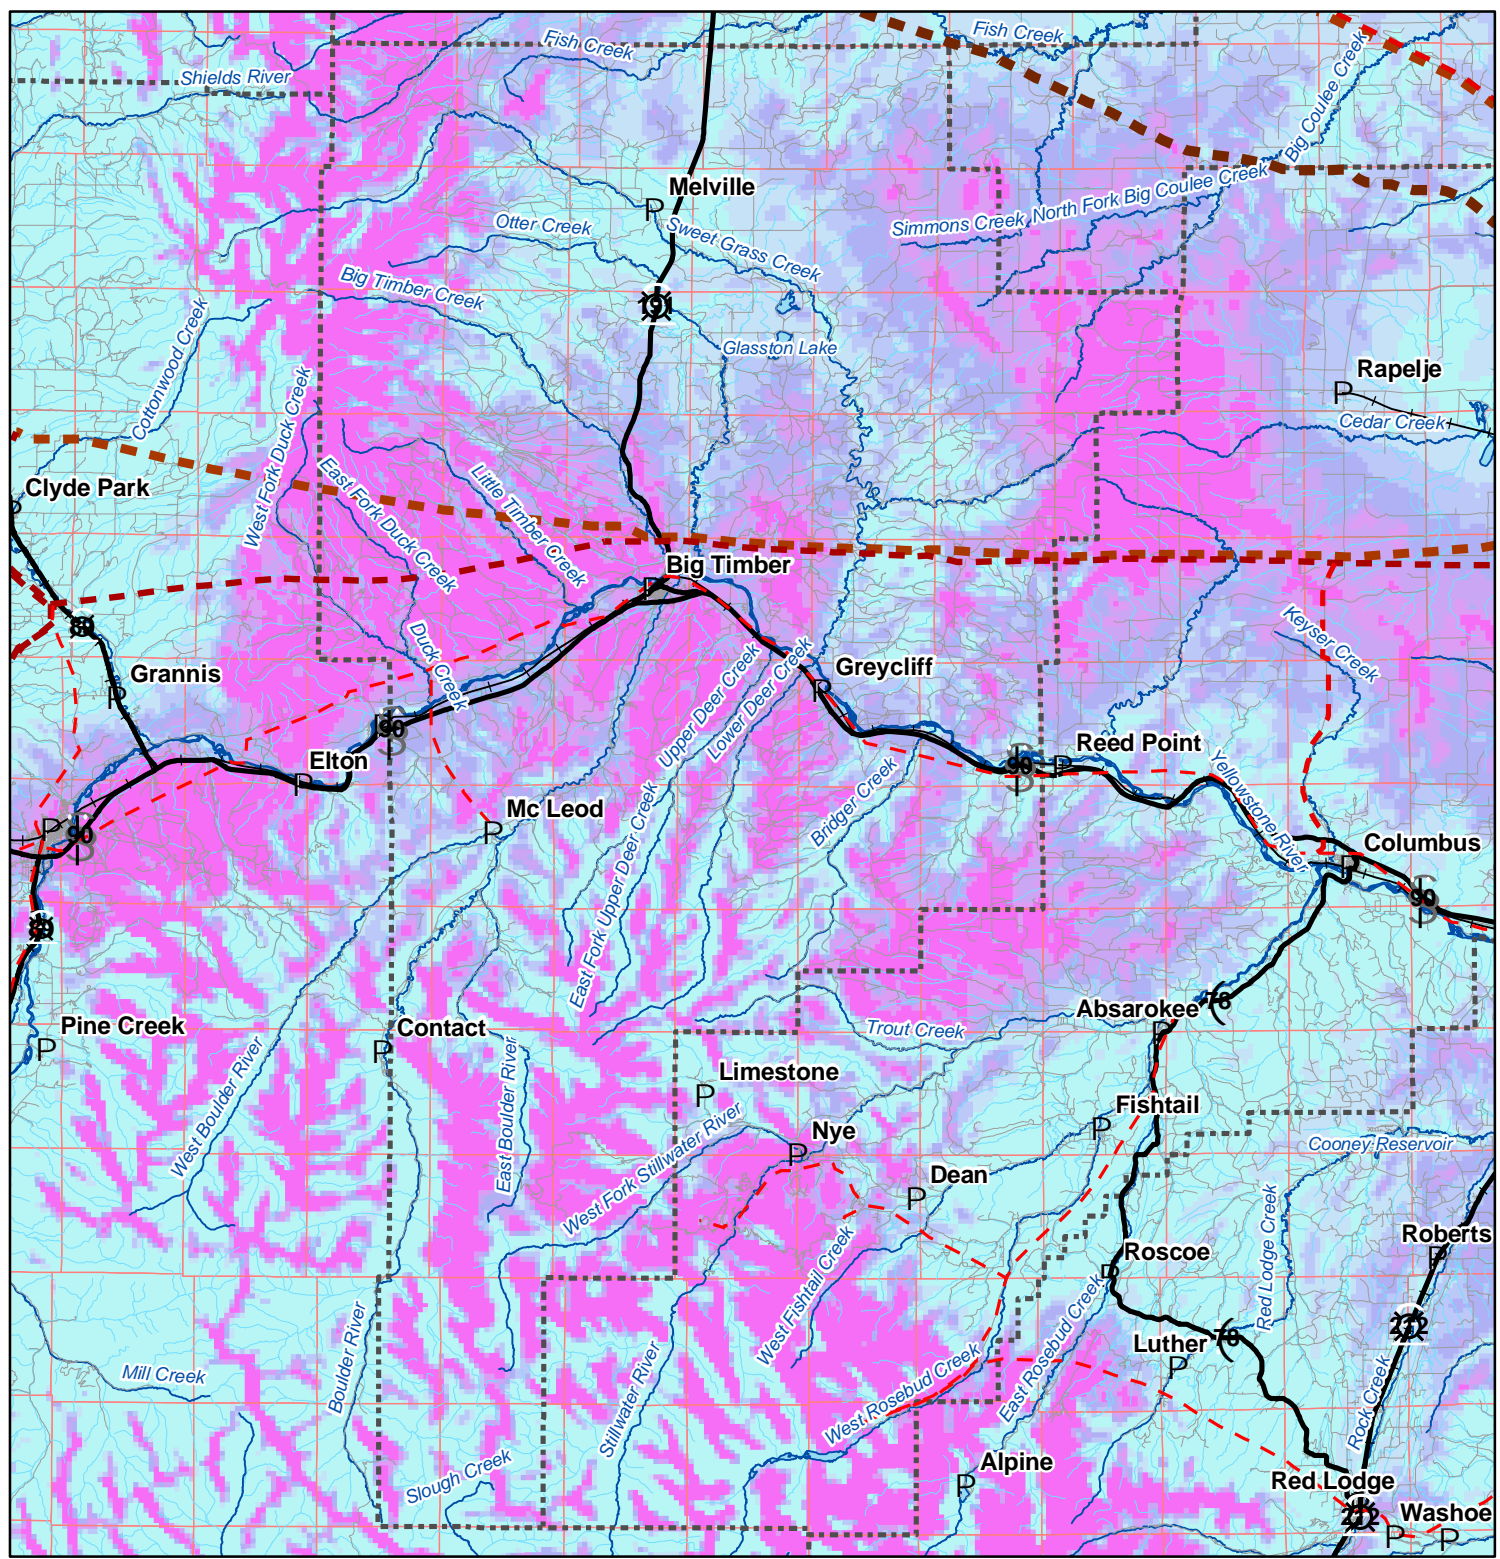 Fish Creek
Fish Creek
Shields River
Big Coulee Creek
Melville
P
Simmons Creek
North Fork Big Coulee Creek
Otter Creek
Sweet Grass Creek
Big Timber Creek
191
Cottonwood Creek
Glasston Lake
Rapelje
P
West Fork Duck Creek
Cedar Creek
Clyde Park
P
East Fork Duck Creek
Little Timber Creek
Big Timber
P
Keyser Creek
Duck Creek
Upper Deer Creek
Lower Deer Creek
Greycliff
P
Grannis
P
90
Elton
P
Reed Point
90
P
Yellowstone River
Mc Leod
P
Bridger Creek
P
90
East Fork Upper Deer Creek
Columbus
P
90
Absarokee
78
P
Pine Creek
P
Contact
P
Trout Creek
West Boulder River
East Boulder River
Limestone
P
Fishtail
P
West Fork Stillwater River
Nye
P
Cooney Reservoir
Dean
P
Red Lodge Creek
Roberts
P
West Fishtail Creek
Roscoe
P
East Rosebud Creek
Boulder River
Luther
78
P
212
Mill Creek
Stillwater River
West Rosebud Creek
Rock Creek
Slough Creek
Alpine
P
Red Lodge
212
Washoe
P
P